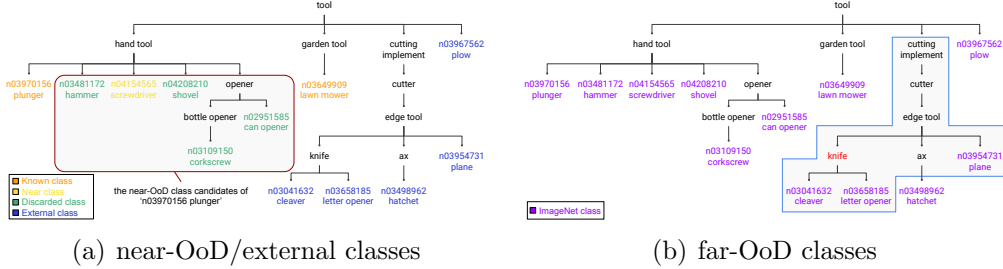 tool
hand tool
garden tool
cutting
implement
n03967562
plow
n03970156
plunger
n03481172
hammer
n04154565
screwdriver
n04208210
shovel
opener
n03649909
lawn mower
cutter
bottle opener
n02951585
can opener
edge tool
n03109150
corkscrew
knife
ax
n03954731
plane
n03041632
cleaver
n03658185
letter opener
n03498962
hatchet
Known class
Near class
Discarded class
External class
the near-OoD class candidates of
'n03970156 plunger'
(a) near-OoD/external classes
tool
hand tool
garden tool
cutting
implement
n03967562
plow
n03970156
plunger
n03481172
hammer
n04154565
screwdriver
n04208210
shovel
opener
n03649909
lawn mower
cutter
bottle opener
n02951585
can opener
edge tool
n03109150
corkscrew
knife
ax
n03954731
plane
n03041632
cleaver
n03658185
letter opener
n03498962
hatchet
ImageNet class
(b) far-OoD classes